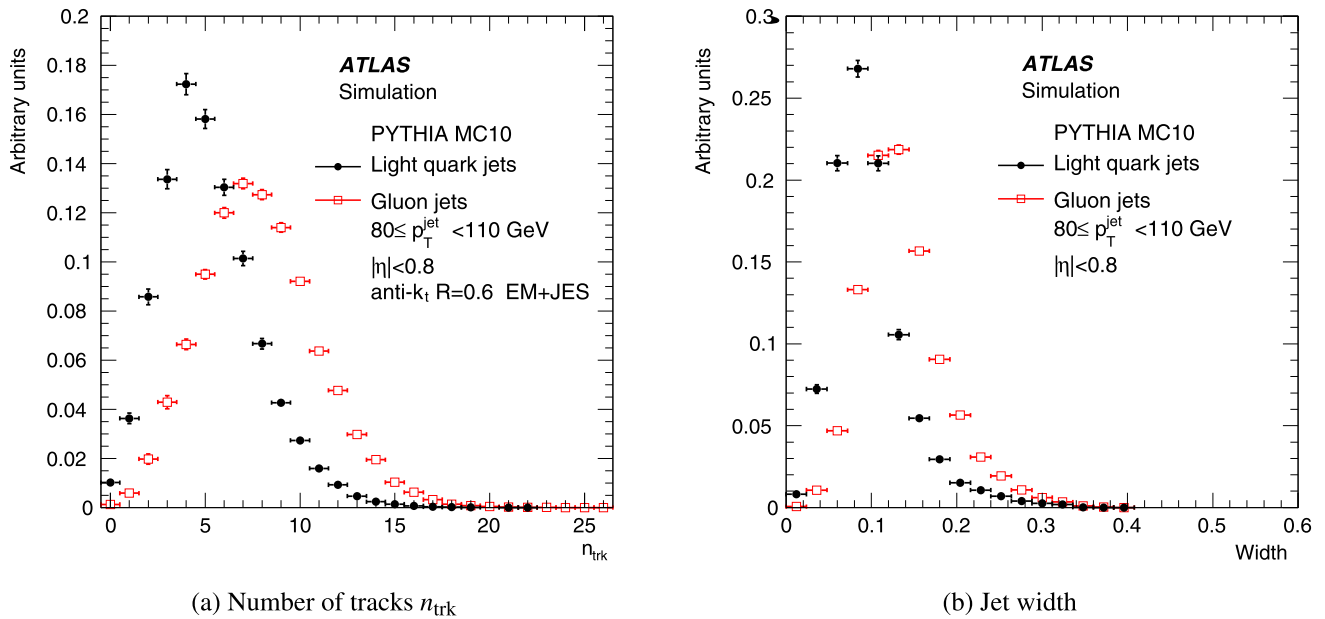 Arbitrary units
0.2
0.18
0.16
0.14
0.12
0.1
0.08
0.06
0.04
0.02
0
ATLAS
Simulation
PYTHIA MC10
Light quark jets
Gluon jets
80≤ p_T^jet <110 GeV
|η|<0.8
anti-k_t R=0.6 EM+JES
0 5 10 15 20 25
n_trk
(a) Number of tracks n_trk
Arbitrary units
0.3
0.25
0.2
0.15
0.1
0.05
0
ATLAS
Simulation
PYTHIA MC10
Light quark jets
Gluon jets
80≤ p_T^jet <110 GeV
|η|<0.8
0 0.1 0.2 0.3 0.4 0.5 0.6
Width
(b) Jet width